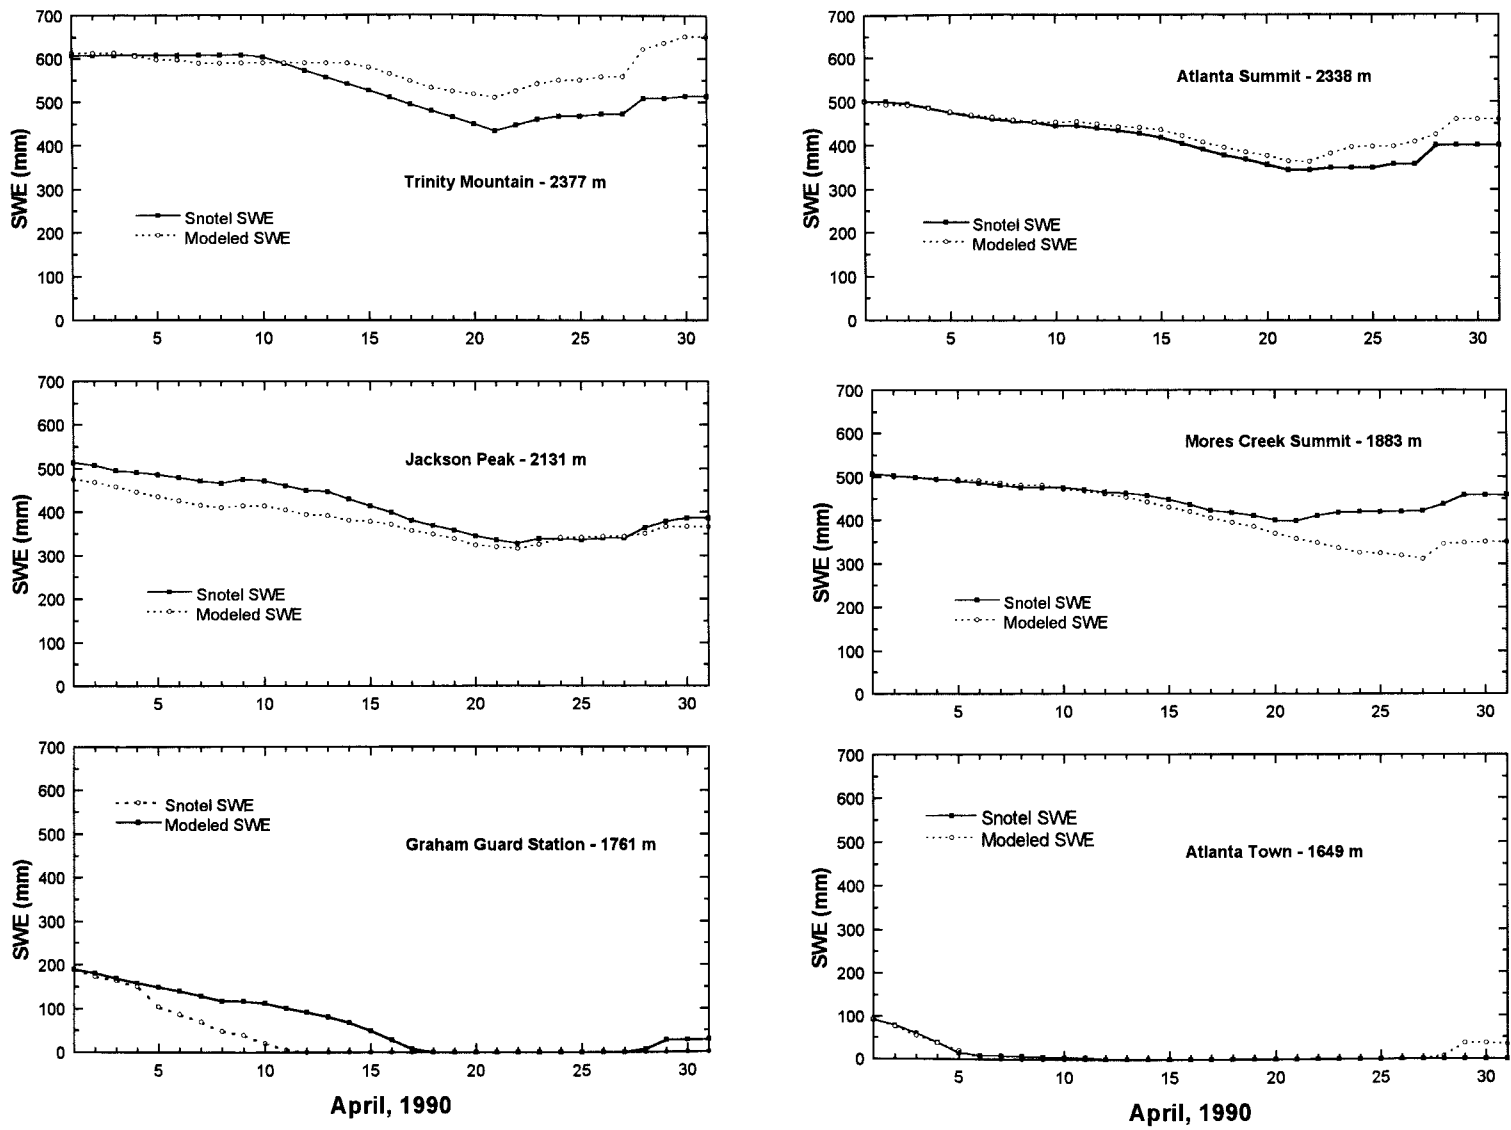 700
600
500
400
300
200
100
0
SWE (mm)
Trinity Mountain - 2377 m
Snotel SWE
Modeled SWE
5 10 15 20 25 30
700
600
500
400
300
200
100
0
SWE (mm)
Atlanta Summit - 2338 m
Snotel SWE
Modeled SWE
5 10 15 20 25 30
700
600
500
400
300
200
100
0
SWE (mm)
Jackson Peak - 2131 m
Snotel SWE
Modeled SWE
5 10 15 20 25 30
700
600
500
400
300
200
100
0
SWE (mm)
Mores Creek Summit - 1883 m
Snotel SWE
Modeled SWE
5 10 15 20 25 30
700
600
500
400
300
200
100
0
SWE (mm)
Snotel SWE
Modeled SWE
Graham Guard Station - 1761 m
5 10 15 20 25 30
April, 1990
700
600
500
400
300
200
100
0
SWE (mm)
Snotel SWE
Modeled SWE
Atlanta Town - 1649 m
5 10 15 20 25 30
April, 1990